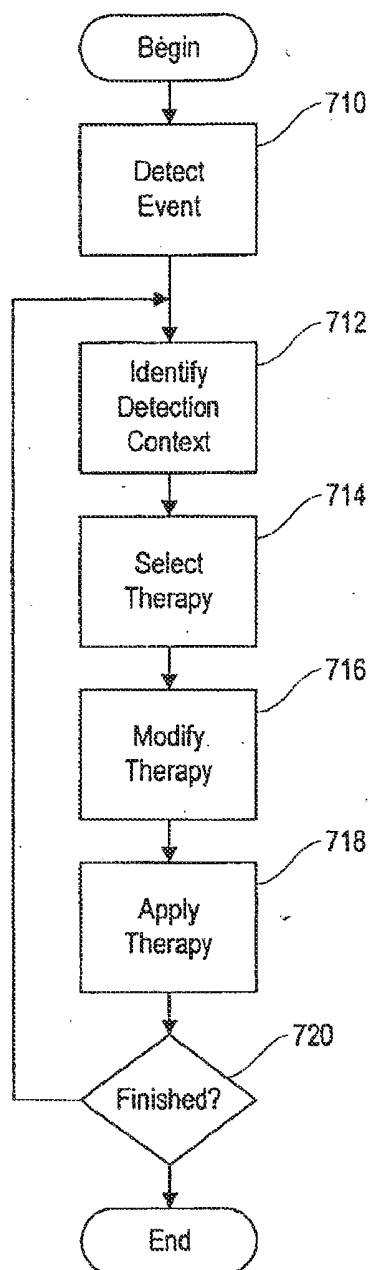 Begin
710
Detect
Event
712
Identify
Detection
Context
714
Select
Therapy
716
Modify
Therapy
718
Apply
Therapy
720
Finished?
End